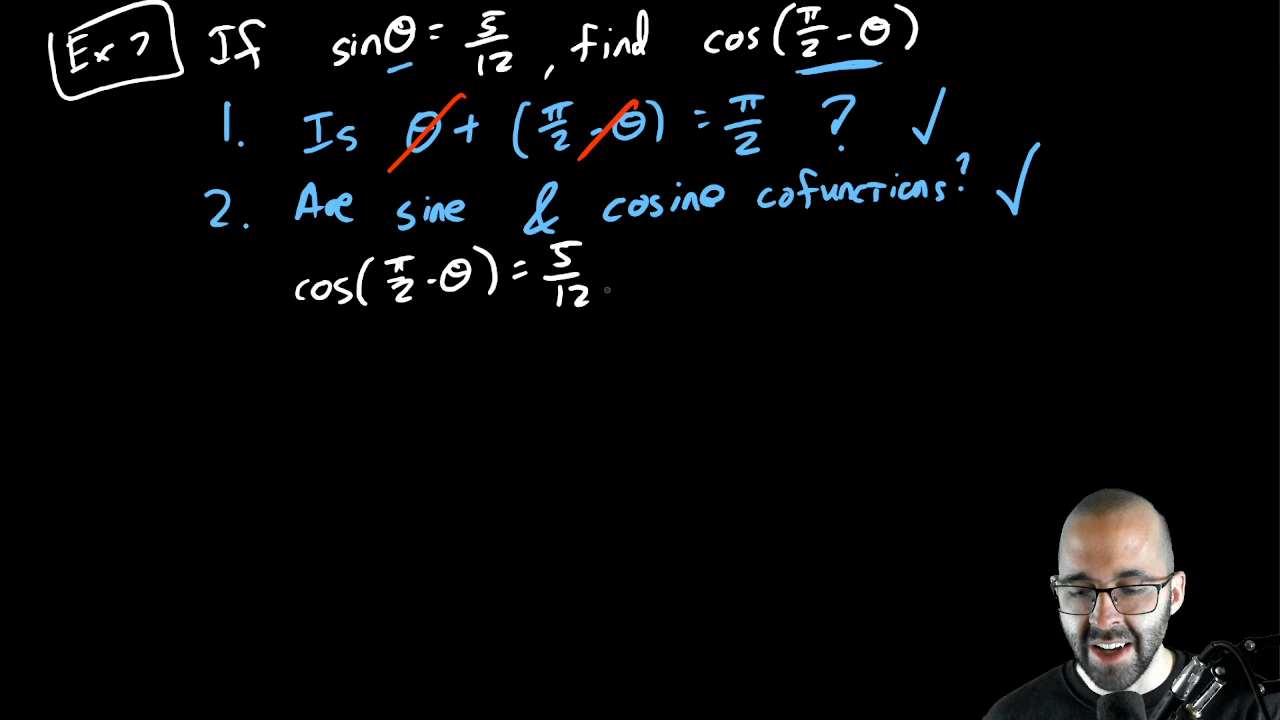 Ex 7 If sinθ = 5/12, find cos(π/2 - θ)
1. Is θ + (π/2 - θ) = π/2 ? ✓
2. Are sine & cosine cofunctions? ✓
cos(π/2 - θ) = 5/12